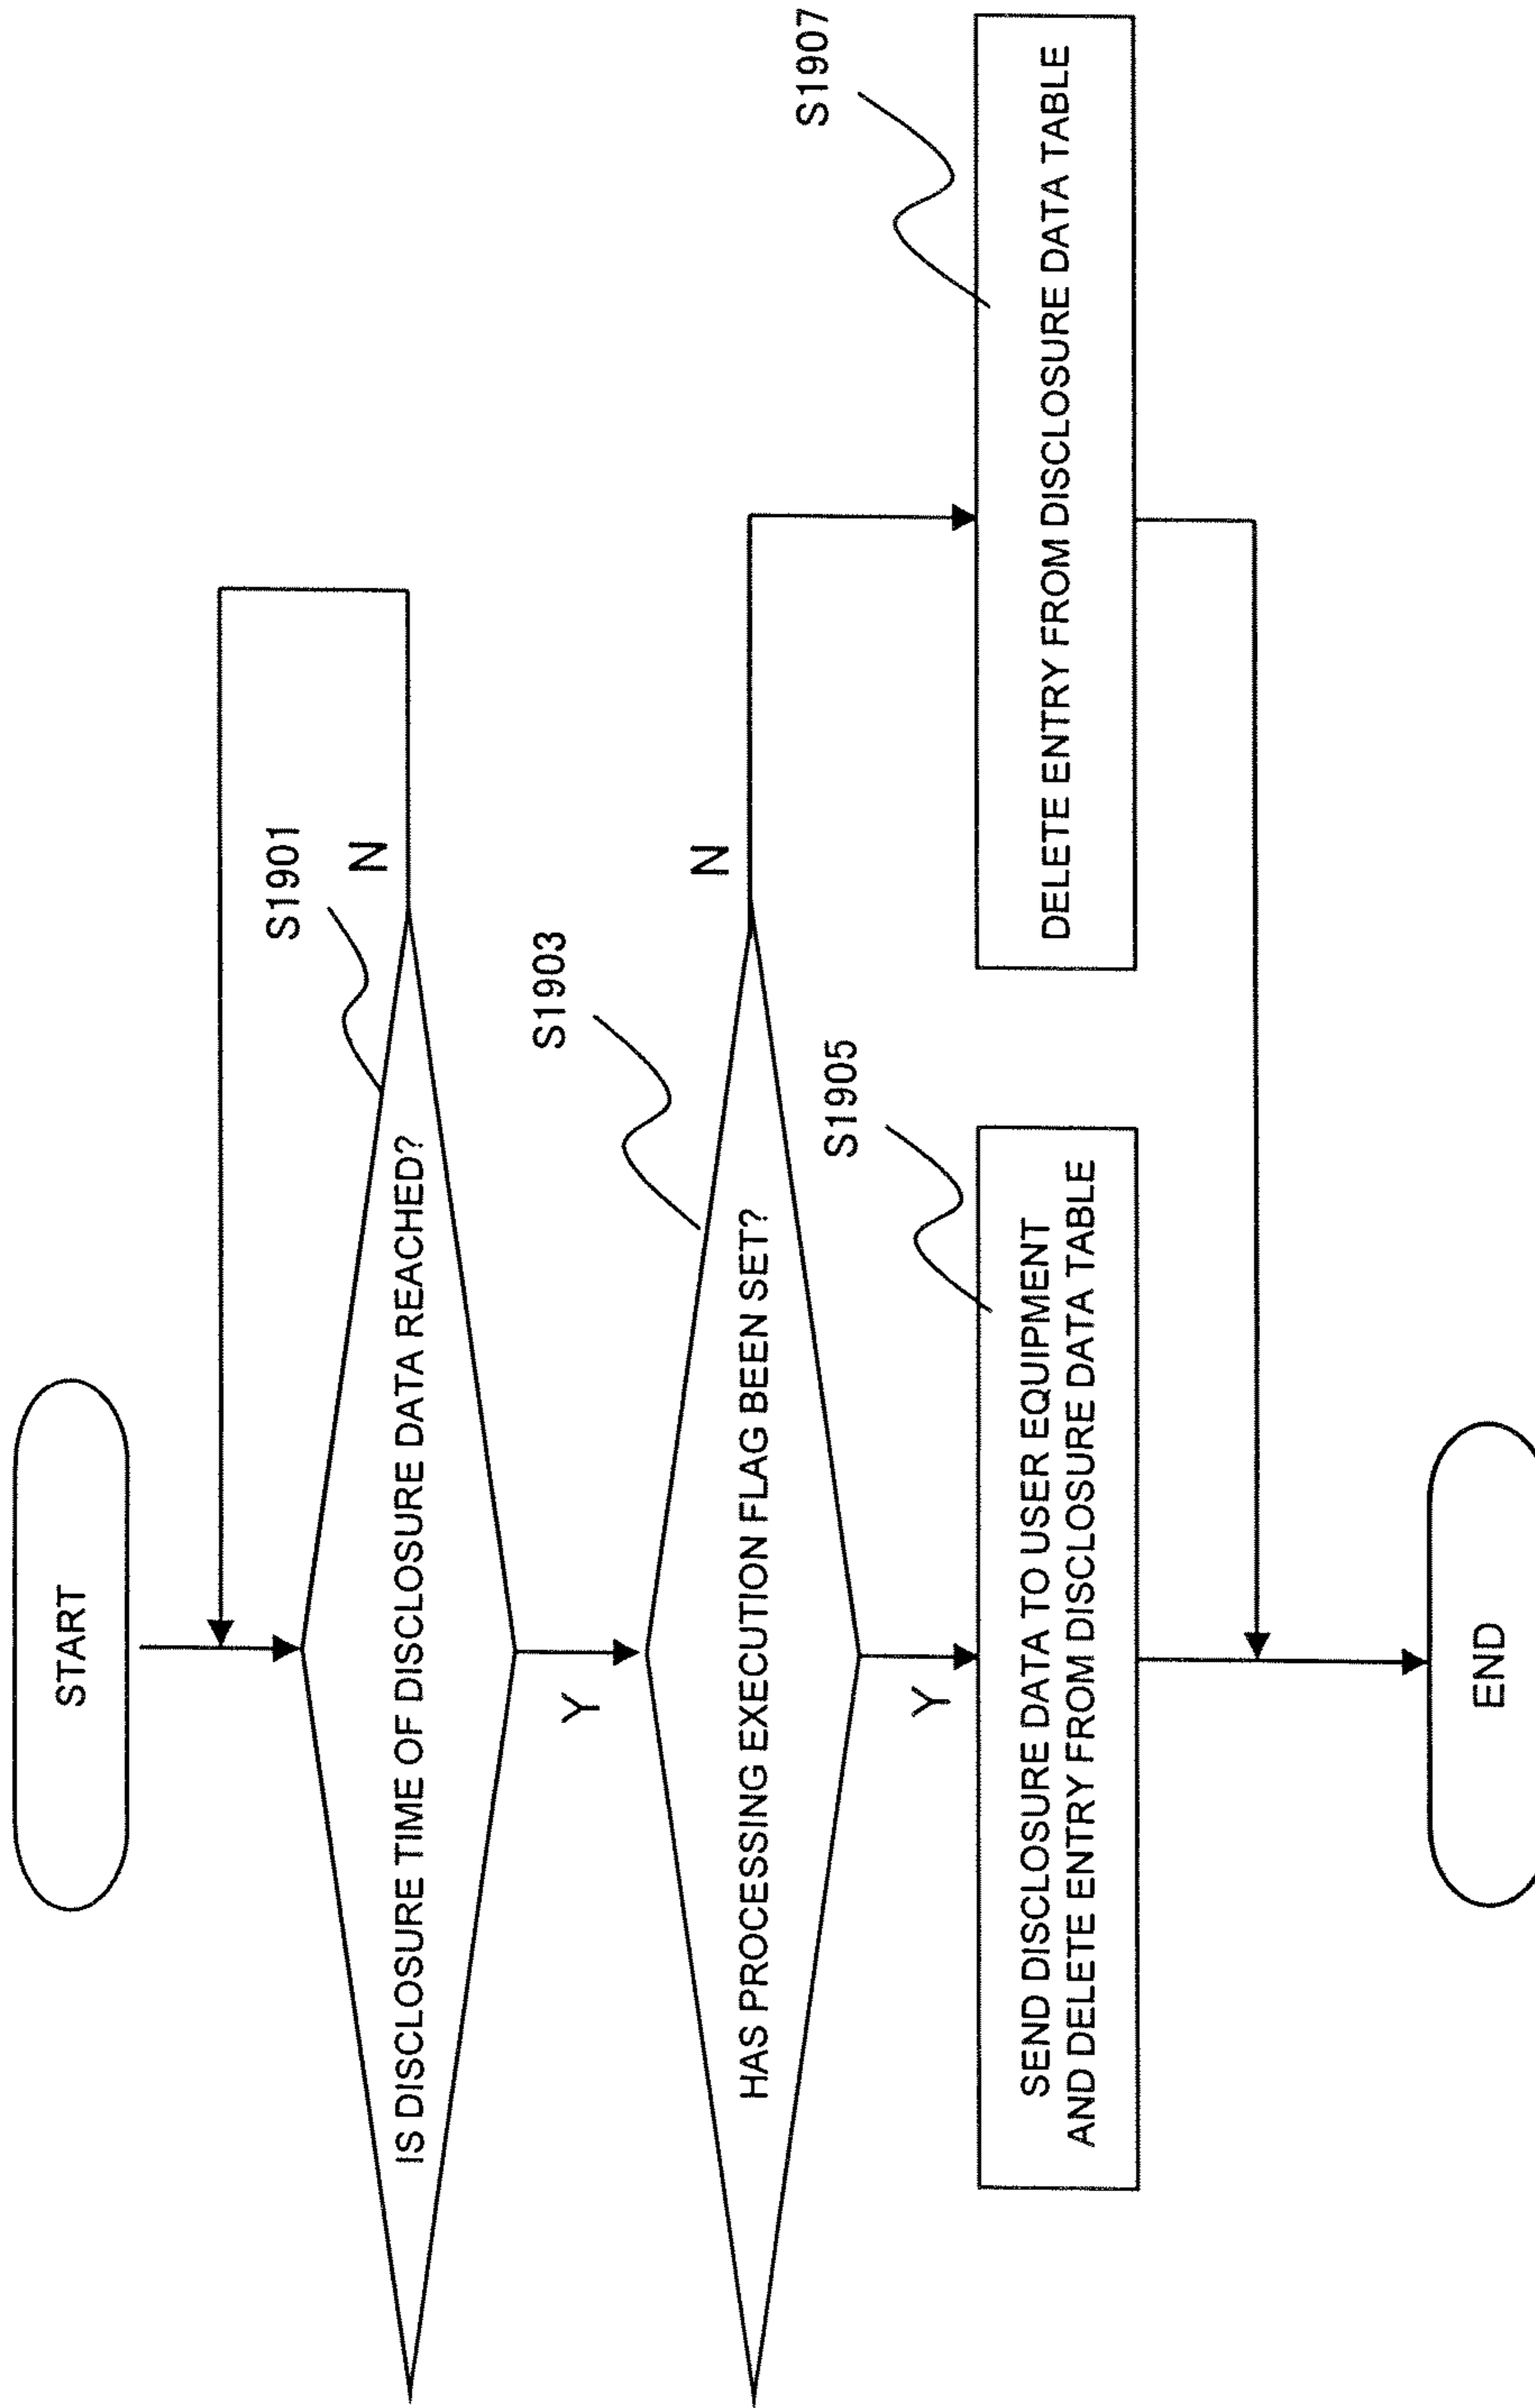 START
S1901
IS DISCLOSURE TIME OF DISCLOSURE DATA REACHED?
N
Y
S1903
HAS PROCESSING EXECUTION FLAG BEEN SET?
N
Y
S1905
SEND DISCLOSURE DATA TO USER EQUIPMENT
AND DELETE ENTRY FROM DISCLOSURE DATA TABLE
S1907
DELETE ENTRY FROM DISCLOSURE DATA TABLE
END